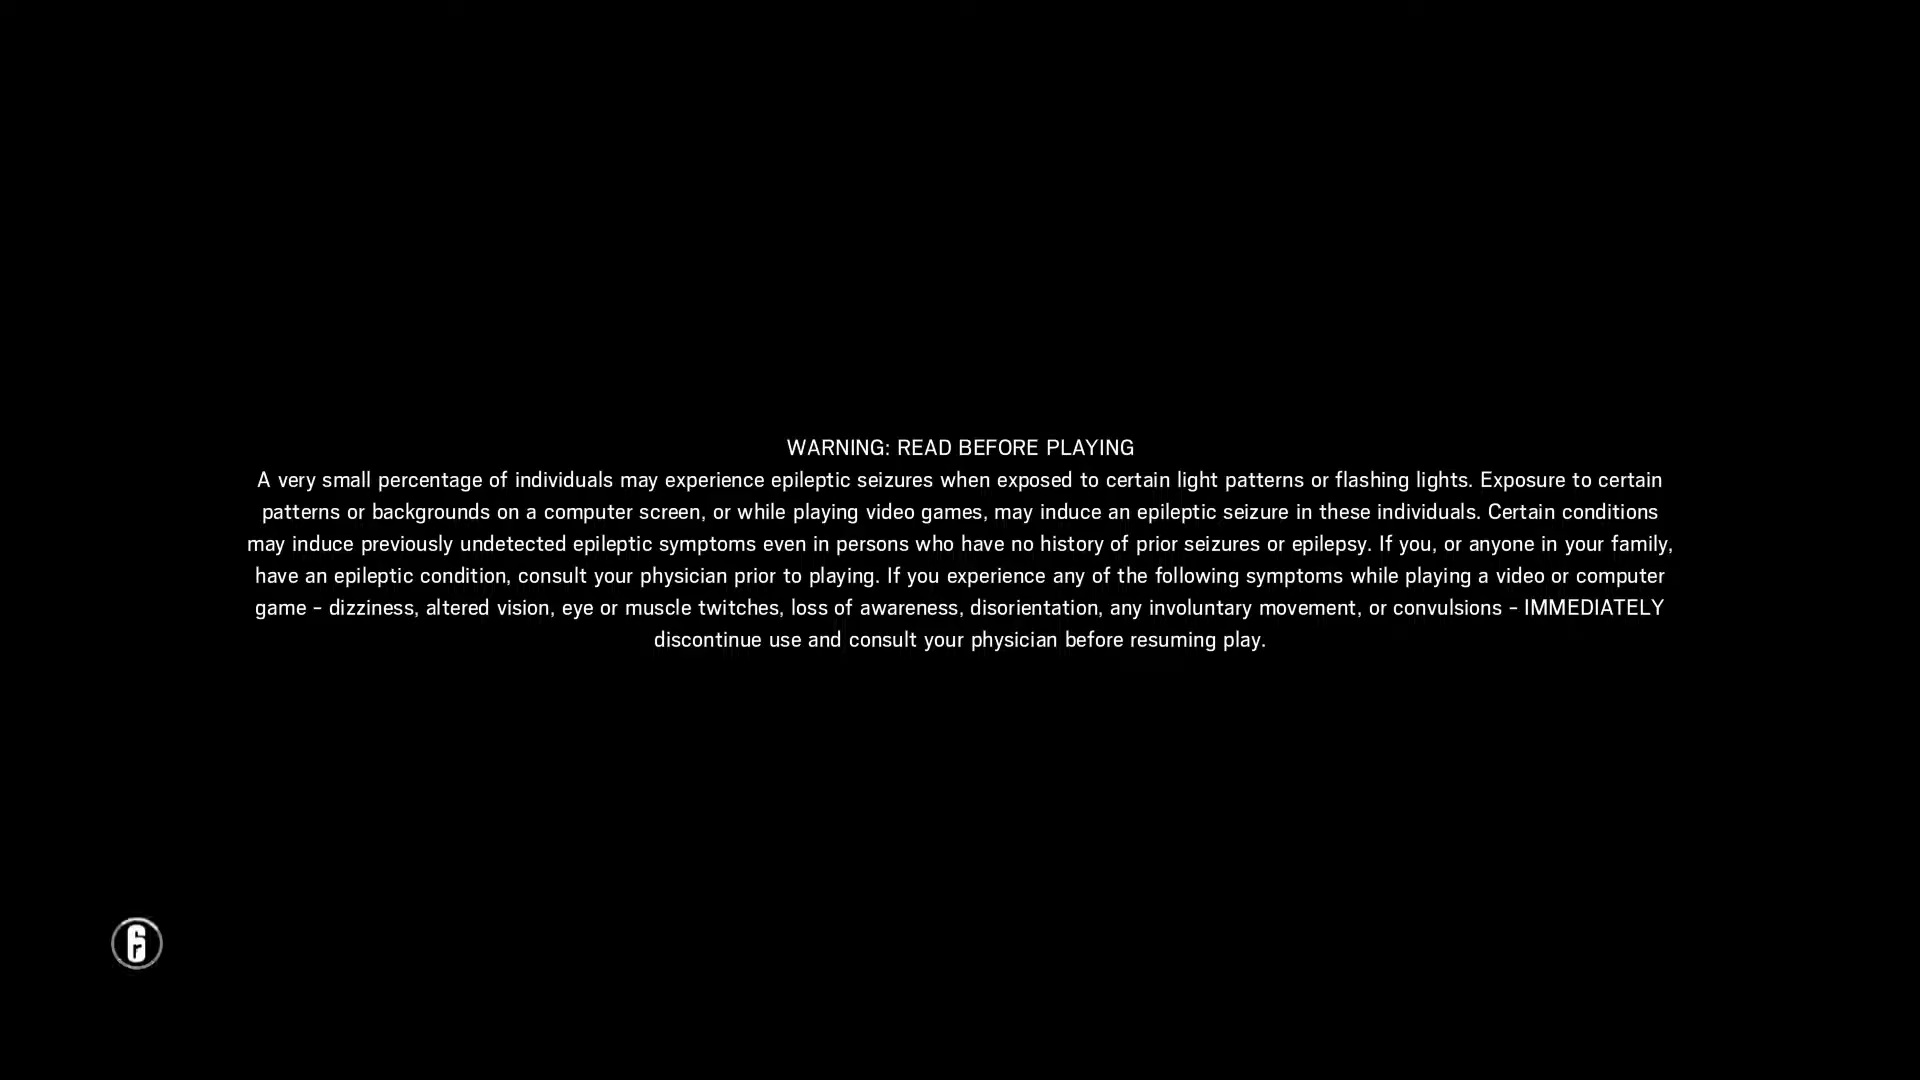 WARNING: READ BEFORE PLAYING
A very small percentage of individuals may experience epileptic seizures when exposed to certain light patterns or flashing lights. Exposure to certain
patterns or backgrounds on a computer screen, or while playing video games, may induce an epileptic seizure in these individuals. Certain conditions
may induce previously undetected epileptic symptoms even in persons who have no history of prior seizures or epilepsy. If you, or anyone in your family,
have an epileptic condition, consult your physician prior to playing. If you experience any of the following symptoms while playing a video or computer
game – dizziness, altered vision, eye or muscle twitches, loss of awareness, disorientation, any involuntary movement, or convulsions – IMMEDIATELY
discontinue use and consult your physician before resuming play.
6